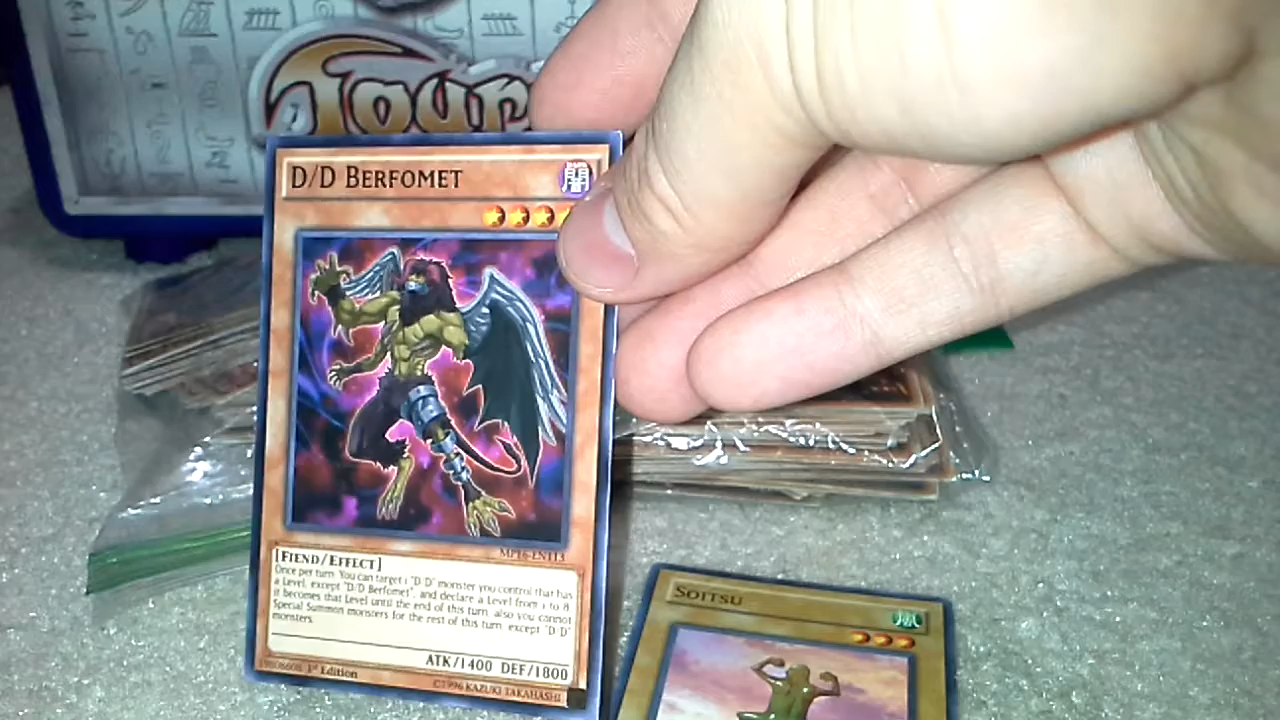 Tour
D/D BERFOMET
闇
MP16-EN113
[FIEND/EFFECT]
Once per turn: You can target 1 "D/D" monster you control that has
a Level, except "D/D Berfomet", and declare a Level from 1 to 8;
it becomes that Level until the end of this turn, also you cannot
Special Summon monsters for the rest of this turn, except "D/D"
monsters.
ATK/1400 DEF/1800
1st Edition
©1996 KAZUKI TAKAHASHI
SOITSU
風